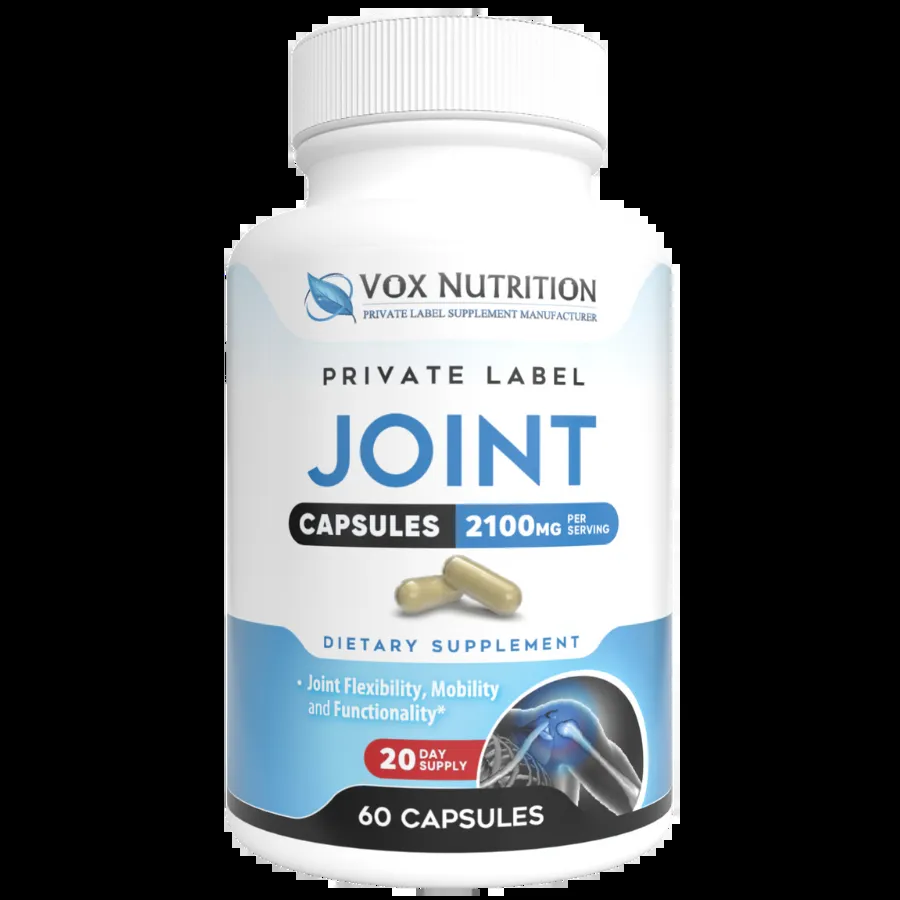 VOX NUTRITION
PRIVATE LABEL SUPPLEMENT MANUFACTURER
PRIVATE LABEL
JOINT
CAPSULES 2100MG PER SERVING
DIETARY SUPPLEMENT
• Joint Flexibility, Mobility
and Functionality*
20 DAY SUPPLY
60 CAPSULES